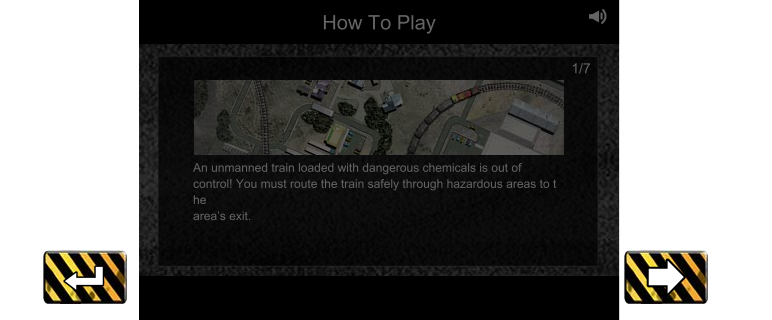 How To Play
1/7
An unmanned train loaded with dangerous chemicals is out of
control! You must route the train safely through hazardous areas to t
he
area's exit.